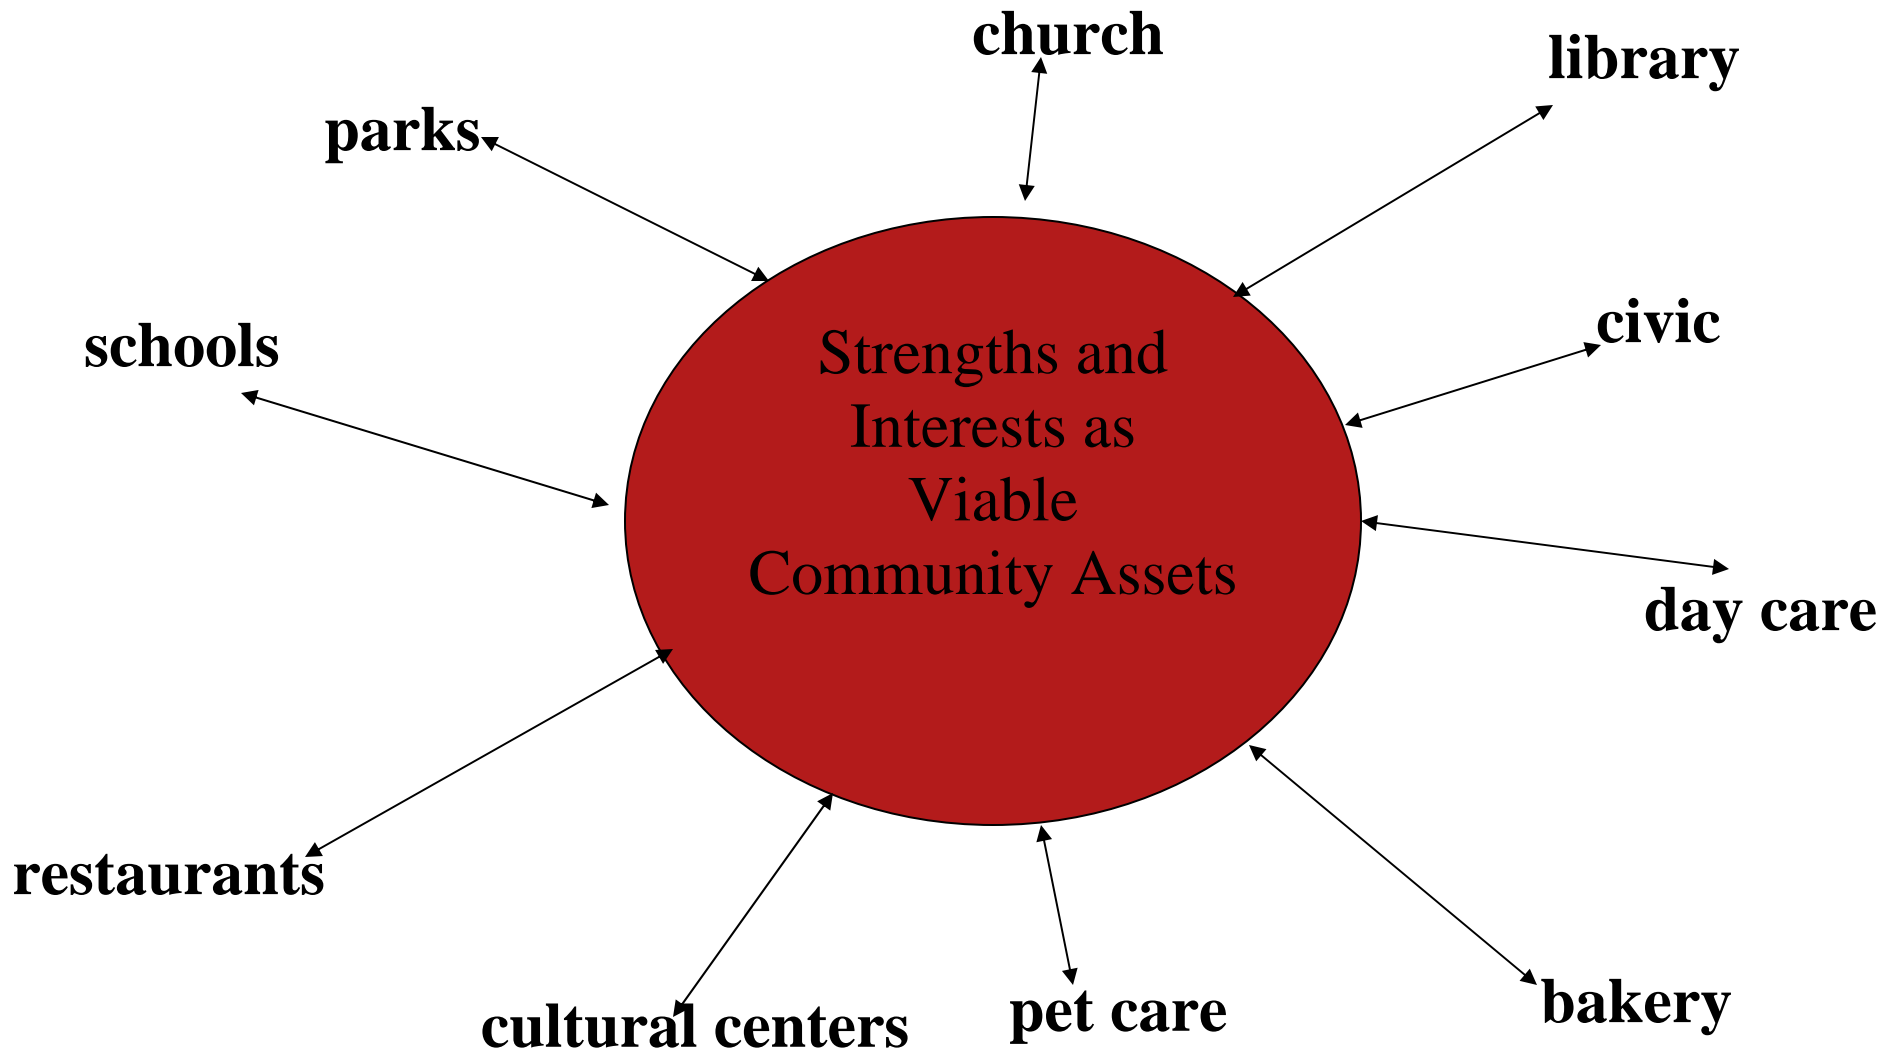 church
library
parks
civic
schools
Strengths and
Interests as
Viable
Community Assets
day care
restaurants
bakery
pet care
cultural centers